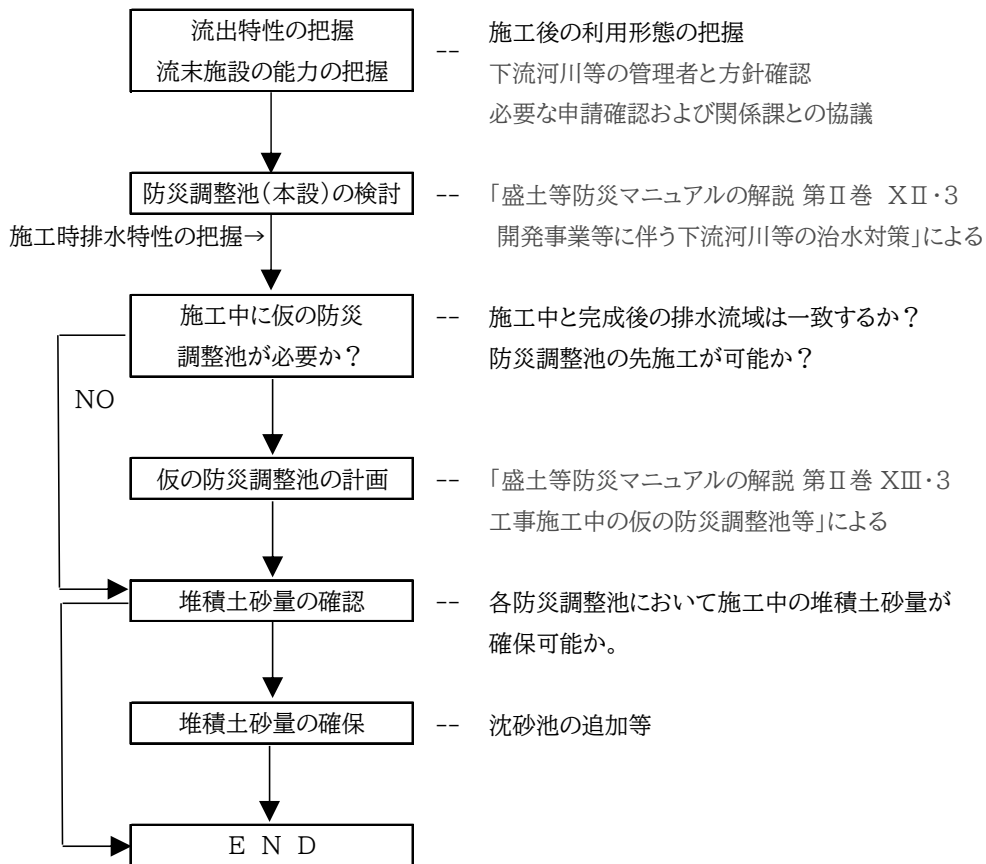 流出特性の把握
流末施設の能力の把握
-- 施工後の利用形態の把握
下流河川等の管理者と方針確認
必要な申請確認および関係課との協議
防災調整池(本設)の検討
-- 「盛土等防災マニュアルの解説 第Ⅱ巻 ⅩⅡ・3
開発事業等に伴う下流河川等の治水対策」による
施工時排水特性の把握→
施工中に仮の防災
調整池が必要か?
-- 施工中と完成後の排水流域は一致するか?
防災調整池の先施工が可能か?
NO
仮の防災調整池の計画
-- 「盛土等防災マニュアルの解説 第Ⅱ巻 ⅩⅢ・3
工事施工中の仮の防災調整池等」による
堆積土砂量の確認
-- 各防災調整池において施工中の堆積土砂量が
確保可能か。
堆積土砂量の確保
-- 沈砂池の追加等
E N D